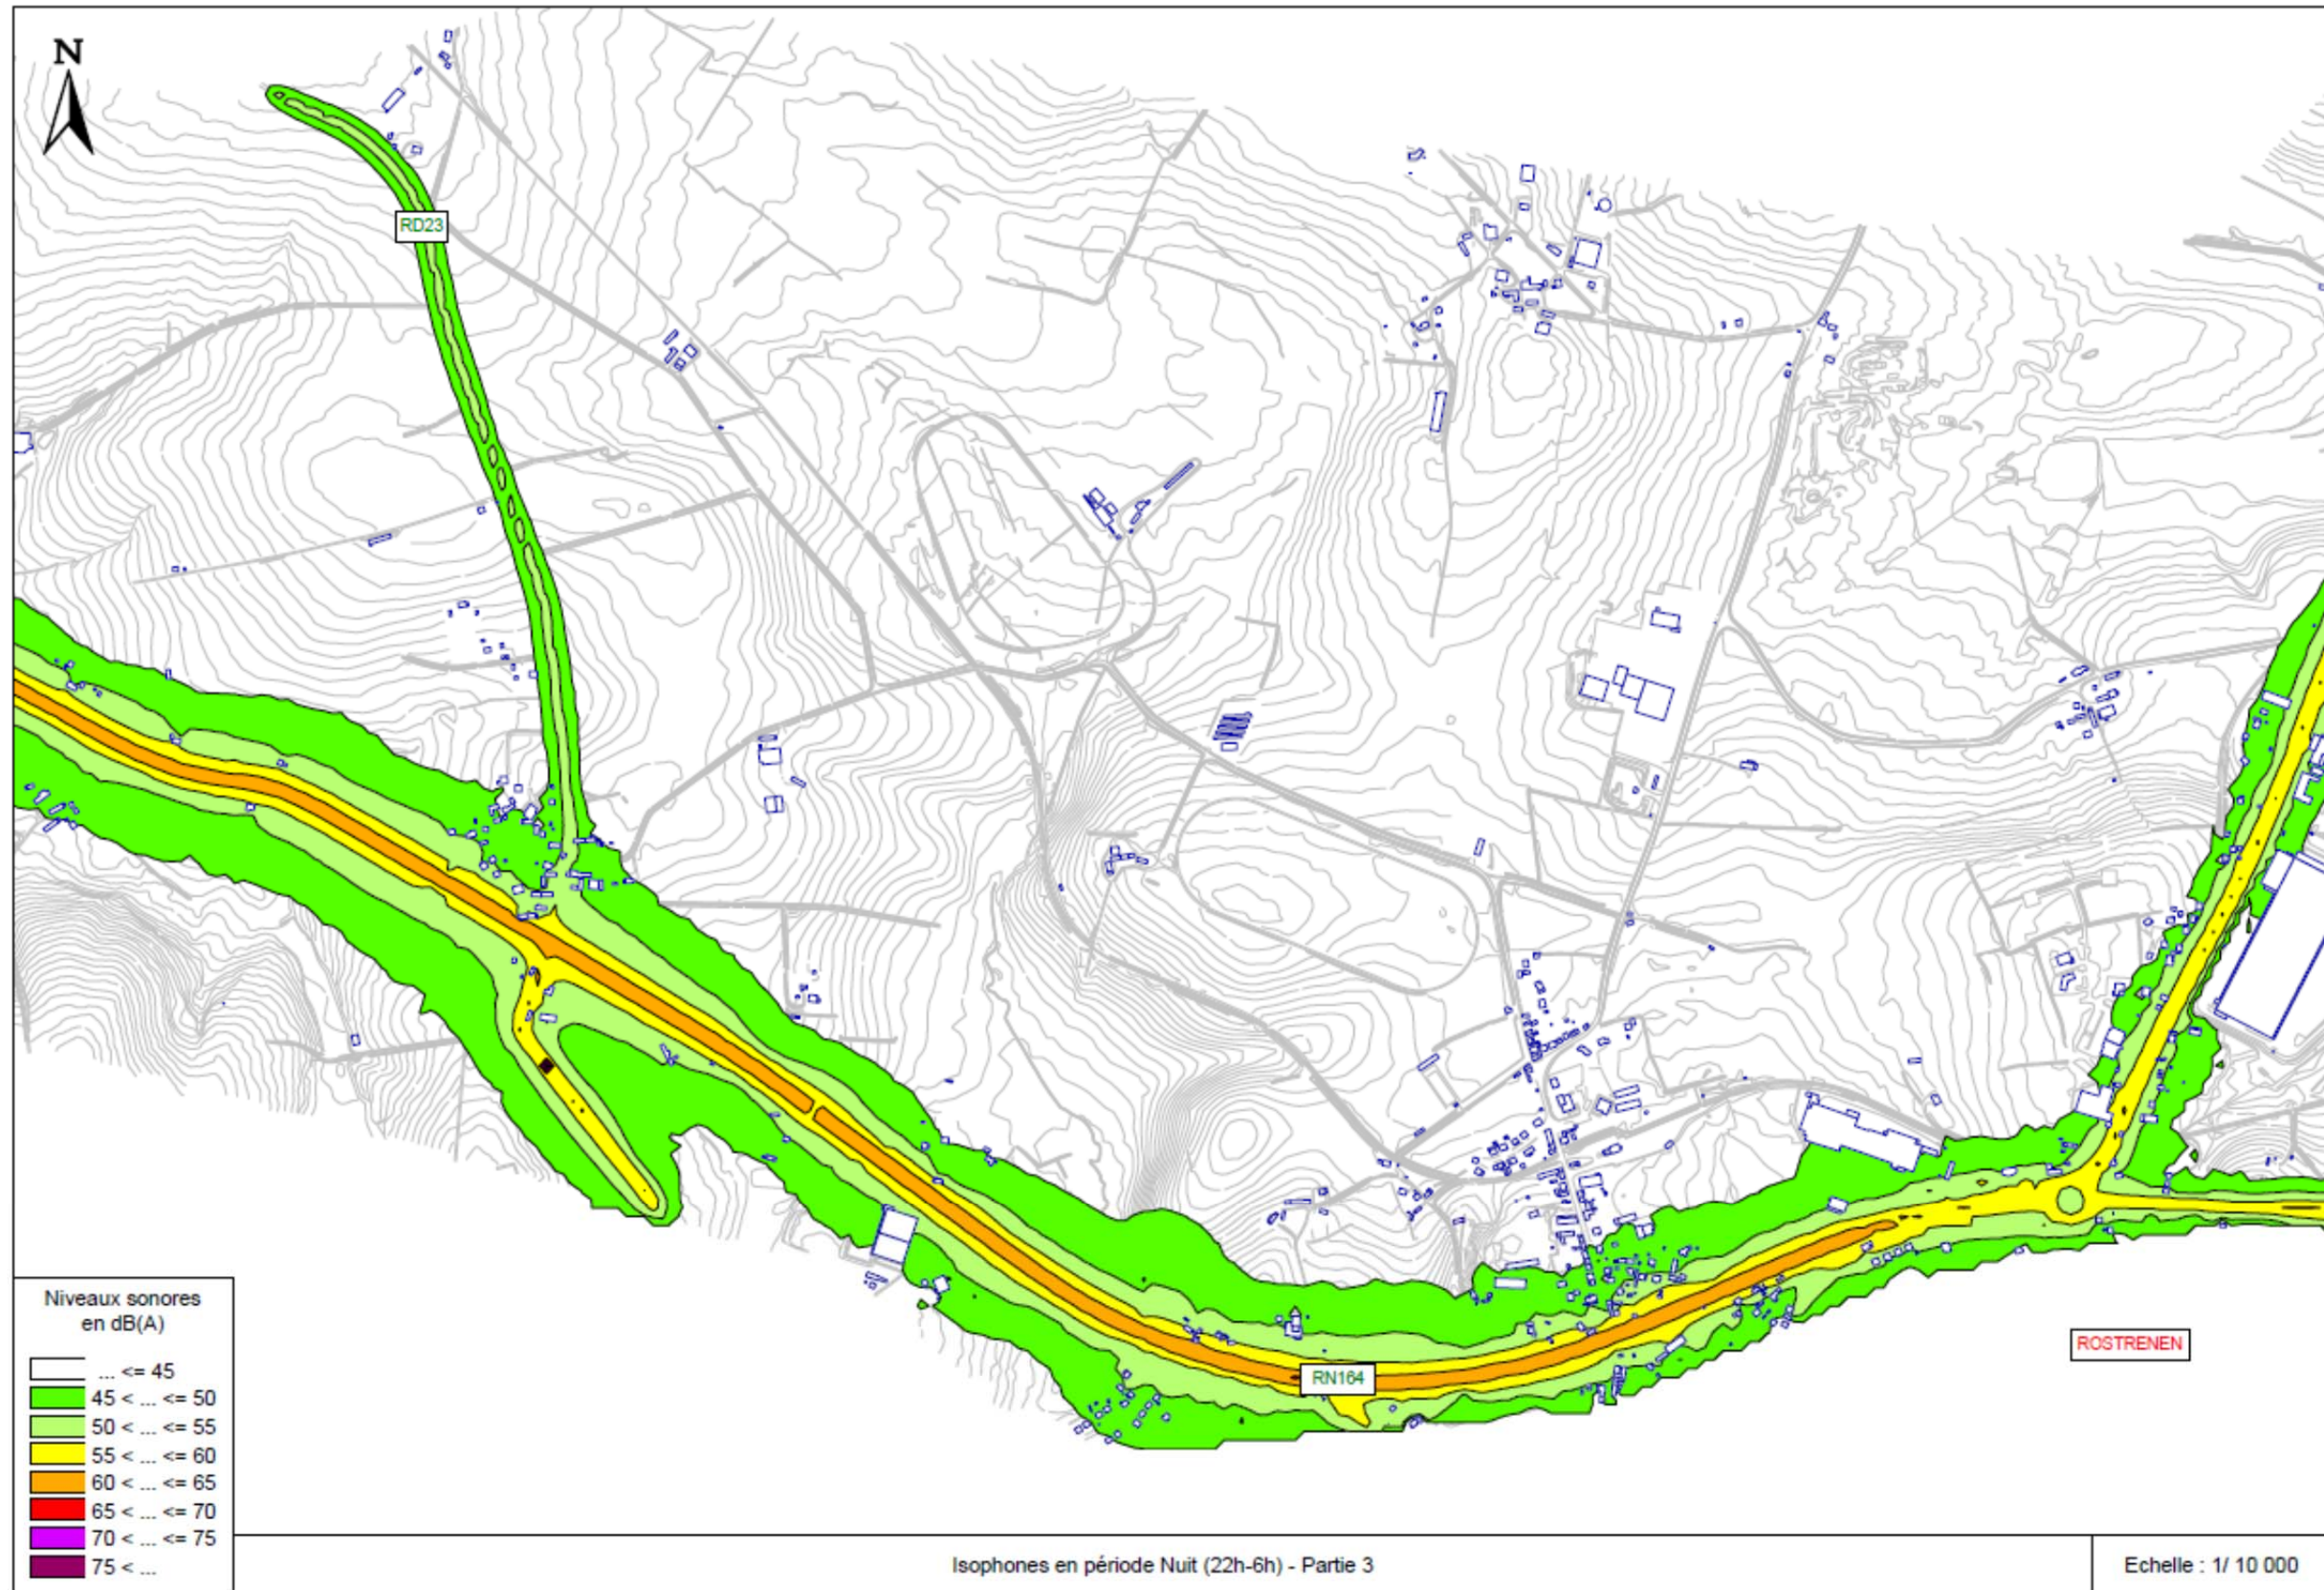 N
RD23
RN164
ROSTRENEN
Niveaux sonores
en dB(A)
... <= 45
45 < ... <= 50
50 < ... <= 55
55 < ... <= 60
60 < ... <= 65
65 < ... <= 70
70 < ... <= 75
75 < ...
Isophones en période Nuit (22h-6h) - Partie 3
Echelle : 1/ 10 000